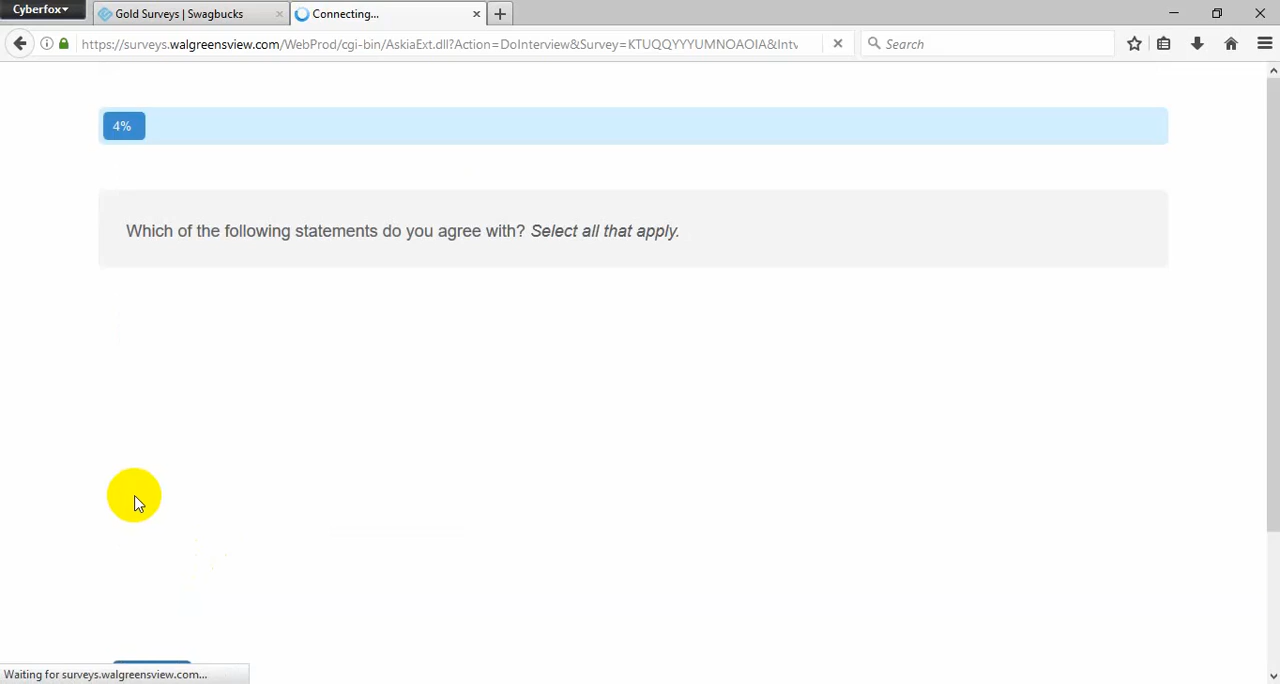 Cyberfox
Gold Surveys | Swagbucks
Connecting...
https://surveys.walgreensview.com/WebProd/cgi-bin/AskiaExt.dll?Action=DoInterview&Survey=KTUQQYYYUMNOAOIA&Intv
Search
4%
Which of the following statements do you agree with? Select all that apply.
Waiting for surveys.walgreensview.com...